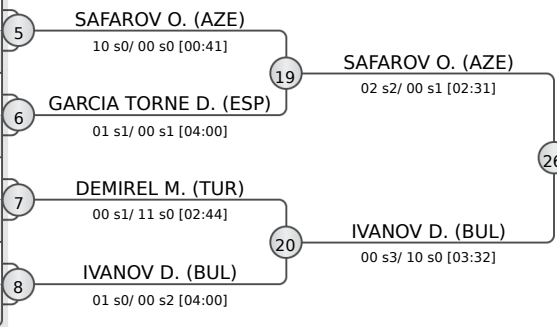 5
SAFAROV O. (AZE)
10 s0/ 00 s0 [00:41]
19
SAFAROV O. (AZE)
02 s2/ 00 s1 [02:31]
6
GARCIA TORNE D. (ESP)
01 s1/ 00 s1 [04:00]
26
7
DEMIREL M. (TUR)
00 s1/ 11 s0 [02:44]
20
IVANOV D. (BUL)
00 s3/ 10 s0 [03:32]
8
IVANOV D. (BUL)
01 s0/ 00 s2 [04:00]